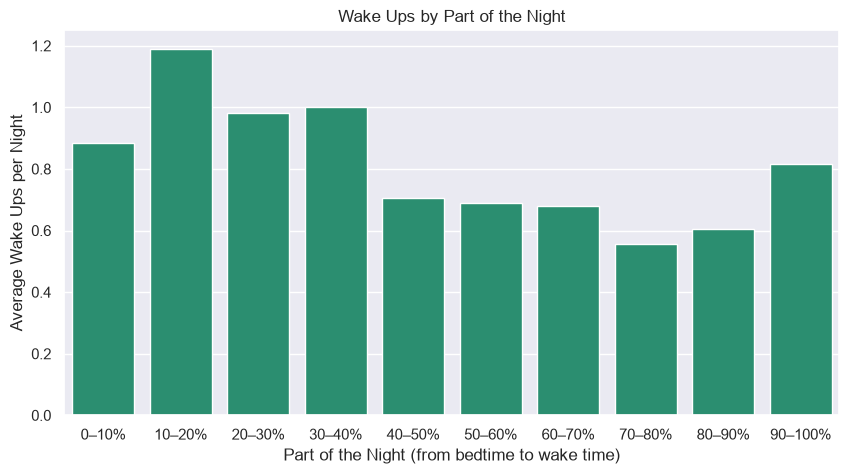 Wake Ups by Part of the Night
Average Wake Ups per Night
1.2
1.0
0.8
0.6
0.4
0.2
0.0
0–10% 10–20% 20–30% 30–40% 40–50% 50–60% 60–70% 70–80% 80–90% 90–100%
Part of the Night (from bedtime to wake time)